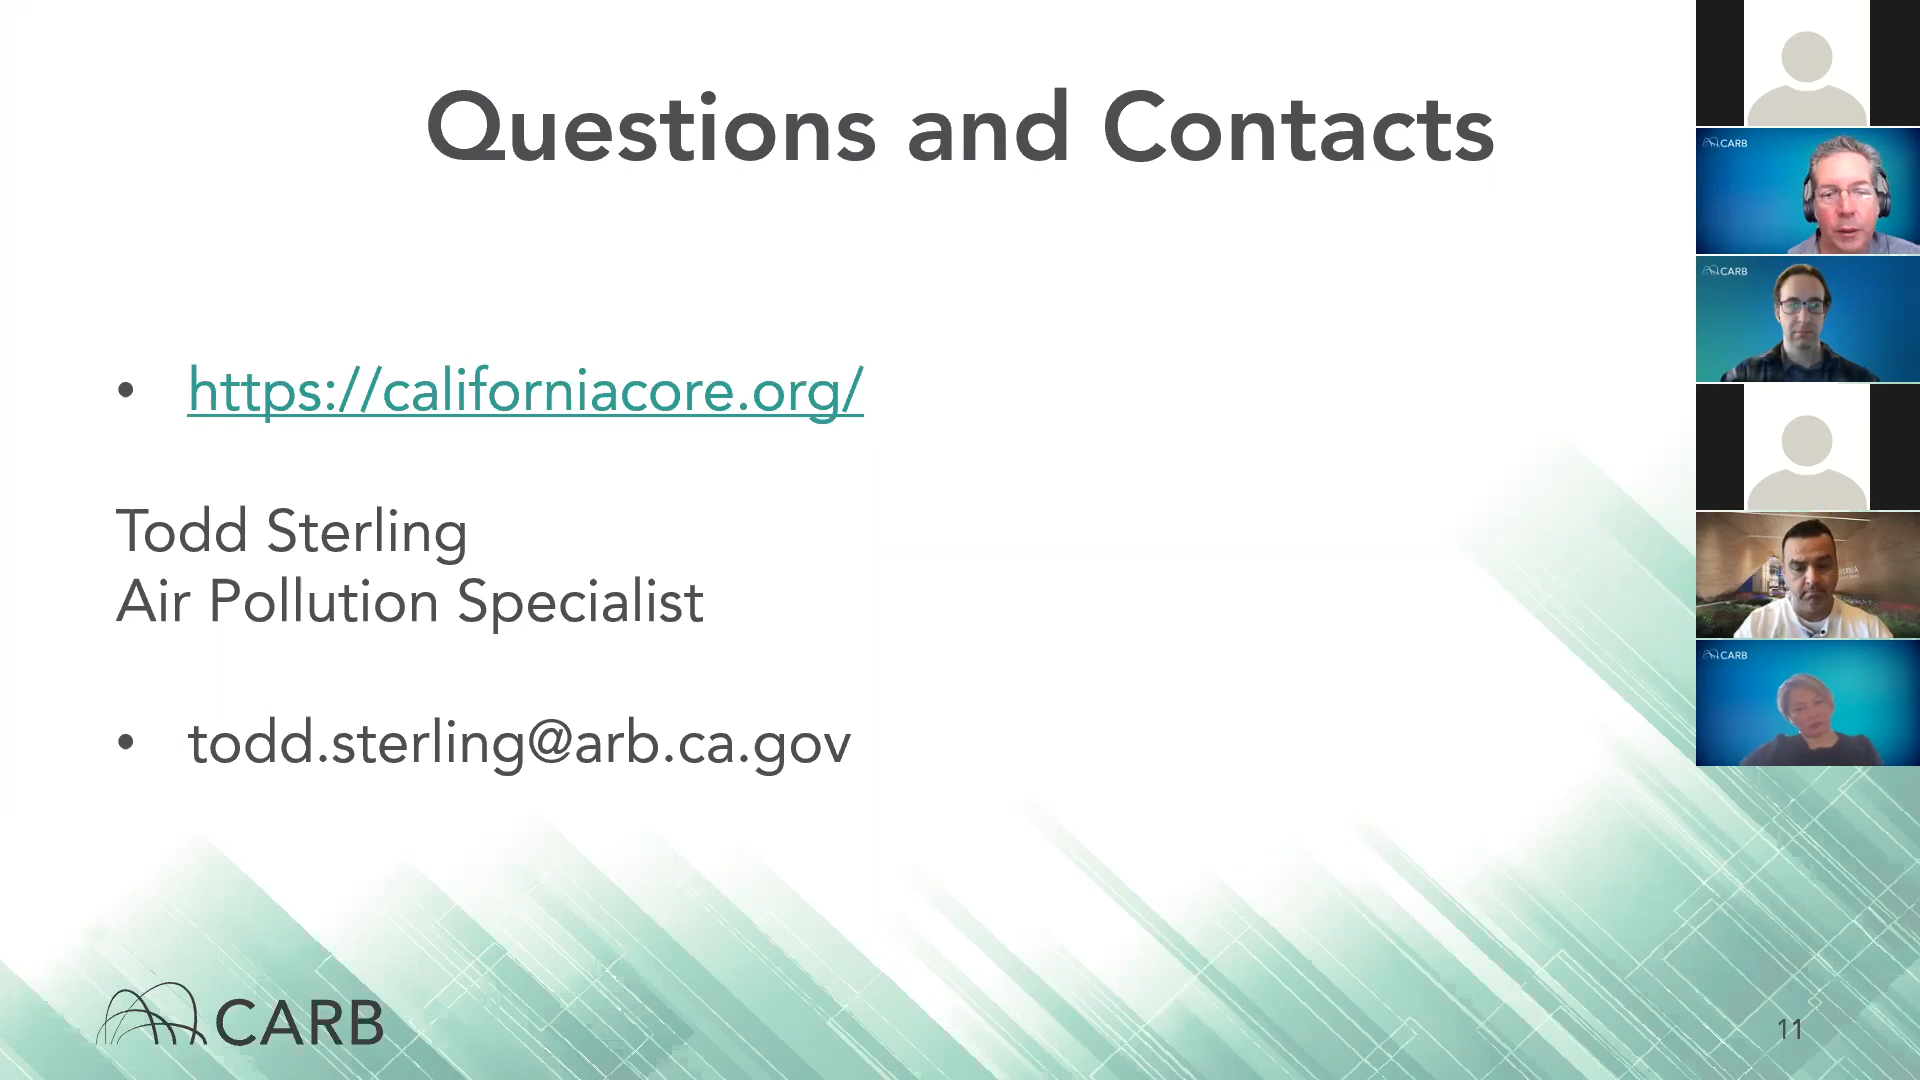 Questions and Contacts
• https://californiacore.org/
Todd Sterling
Air Pollution Specialist
• todd.sterling@arb.ca.gov
CARB
11
CARB
CARB
CARB